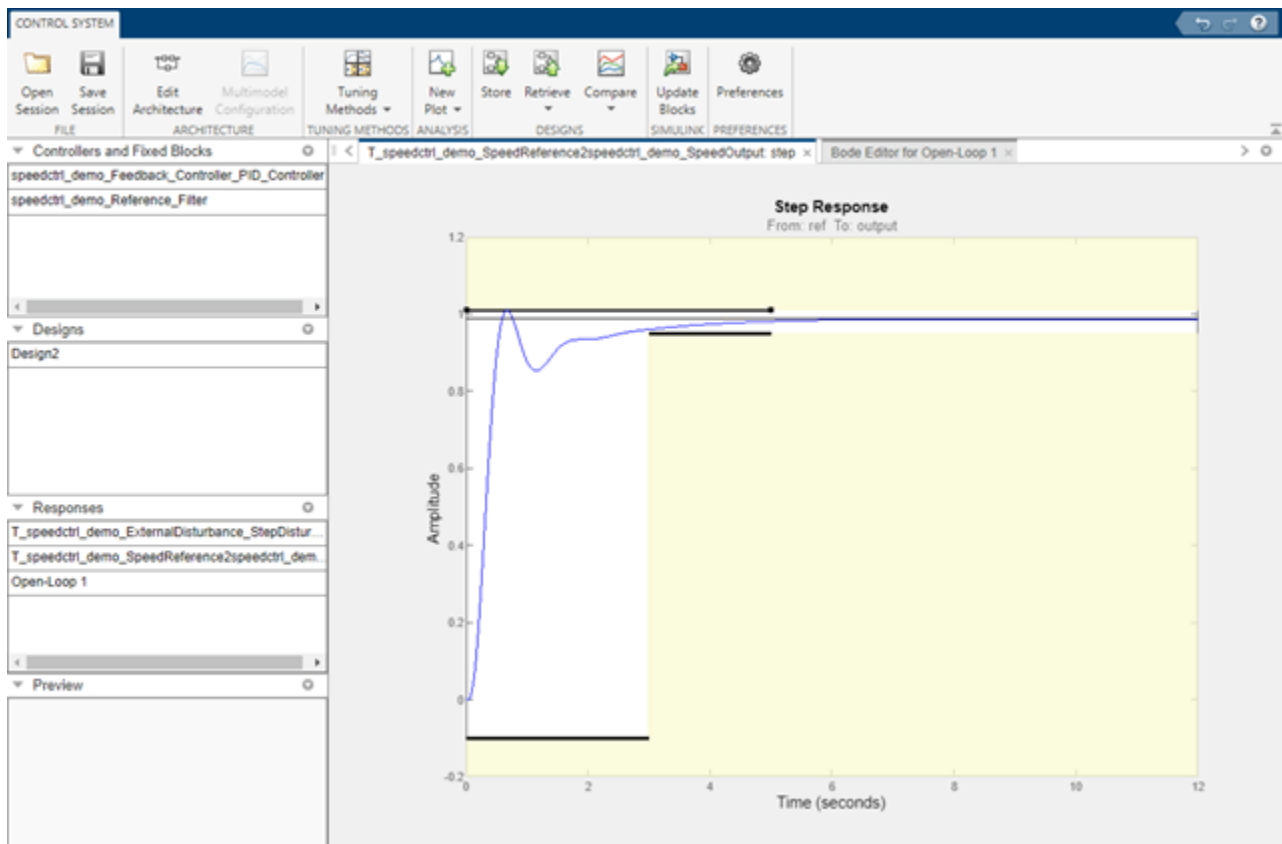 CONTROL SYSTEM
Open Session
Save Session
Edit Architecture
Multimodel Configuration
Tuning Methods
New Plot
Store
Retrieve
Compare
Update Blocks
Preferences
FILE
ARCHITECTURE
TUNING METHODS
ANALYSIS
DESIGNS
SIMULINK
PREFERENCES
Controllers and Fixed Blocks
speedctrl_demo_Feedback_Controller_PID_Controller
speedctrl_demo_Reference_Filter
Designs
Design2
Responses
T_speedctrl_demo_ExternalDisturbance_StepDistur...
T_speedctrl_demo_SpeedReference2speedctrl_dem...
Open-Loop 1
Preview
T_speedctrl_demo_SpeedReference2speedctrl_demo_SpeedOutput: step
Bode Editor for Open-Loop 1
Step Response
From: ref To: output
1.2
1
0.8
0.6
0.4
0.2
0
-0.2
Amplitude
0 2 4 6 8 10 12
Time (seconds)